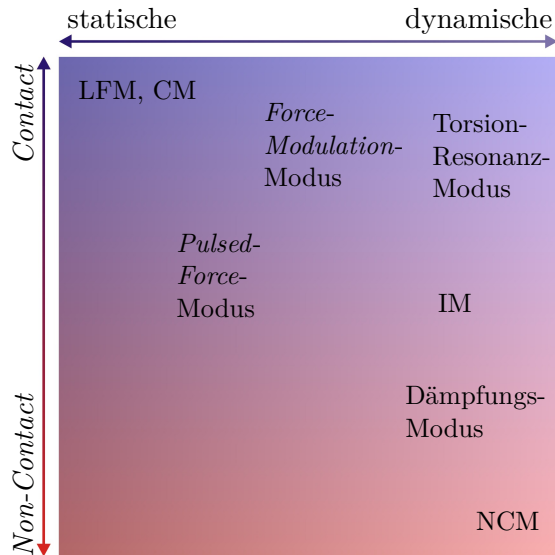 statische
dynamische
Contact
LFM, CM
Force-
Modulation-
Modus
Torsion-
Resonanz-
Modus
Pulsed-
Force-
Modus
IM
Dämpfungs-
Modus
Non-Contact
NCM